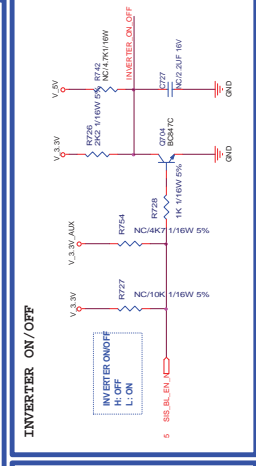 INVERTER ON/OFF
INVERTER ON/OFF
H: OFF
L: ON
5
SIS_BL_EN_N
V_3.3V
R727
NC/10K 1/16W 5%
V_3.3V_AUX
R754
NC/4K7 1/16W 5%
R728
1K 1/16W 5%
V_3.3V
R726
2K2 1/16W 5%
V_5V
R742
NC/4.7K1/16W
INVERTER_ON_OFF
Q704
BC847C
C727
NC/2.2UF 16V
GND
GND